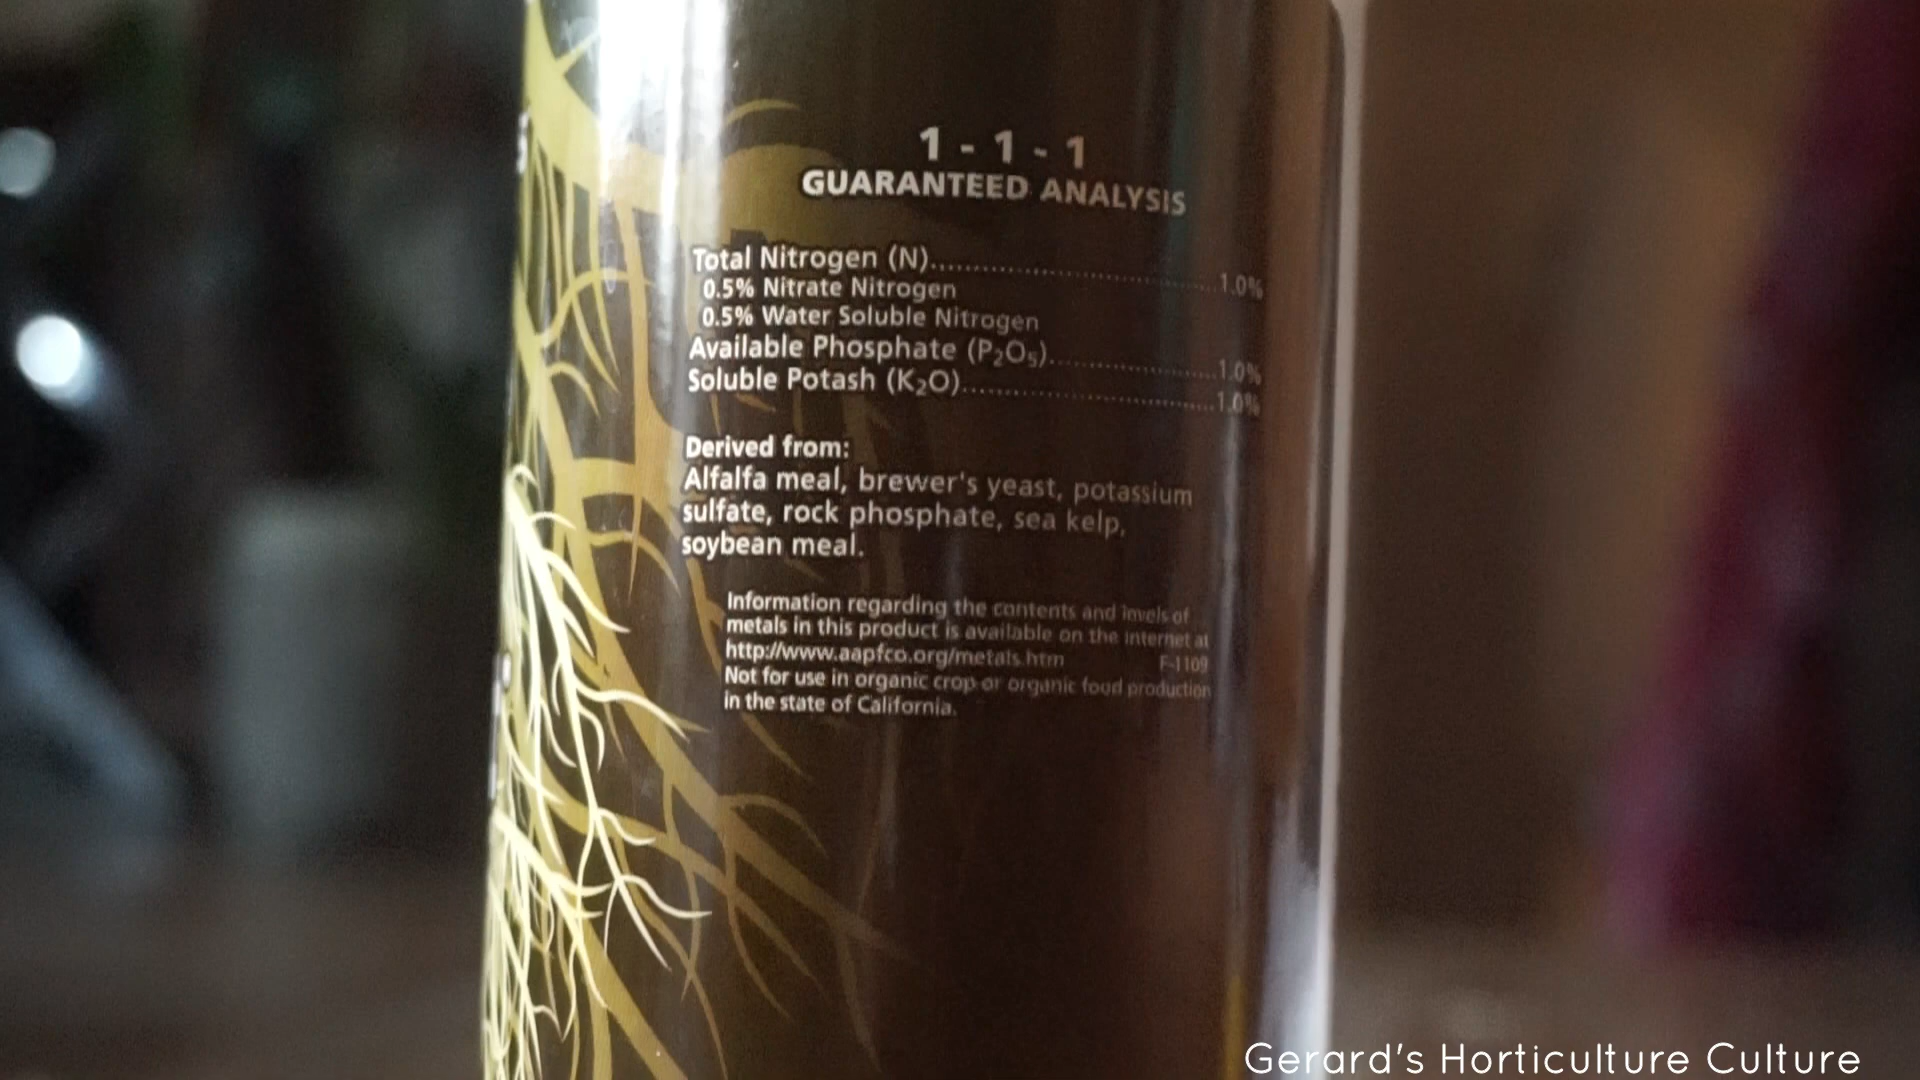 1 - 1 - 1
GUARANTEED ANALYSIS
Total Nitrogen (N)..............................1.0%
0.5% Nitrate Nitrogen
0.5% Water Soluble Nitrogen
Available Phosphate (P₂O₅)..................1.0%
Soluble Potash (K₂O)...........................1.0%
Derived from:
Alfalfa meal, brewer's yeast, potassium
sulfate, rock phosphate, sea kelp,
soybean meal.
Information regarding the contents and levels of
metals in this product is available on the internet at
http://www.aapfco.org/metals.htm F-1109
Not for use in organic crop or organic food production
in the state of California.
Gerard's Horticulture Culture